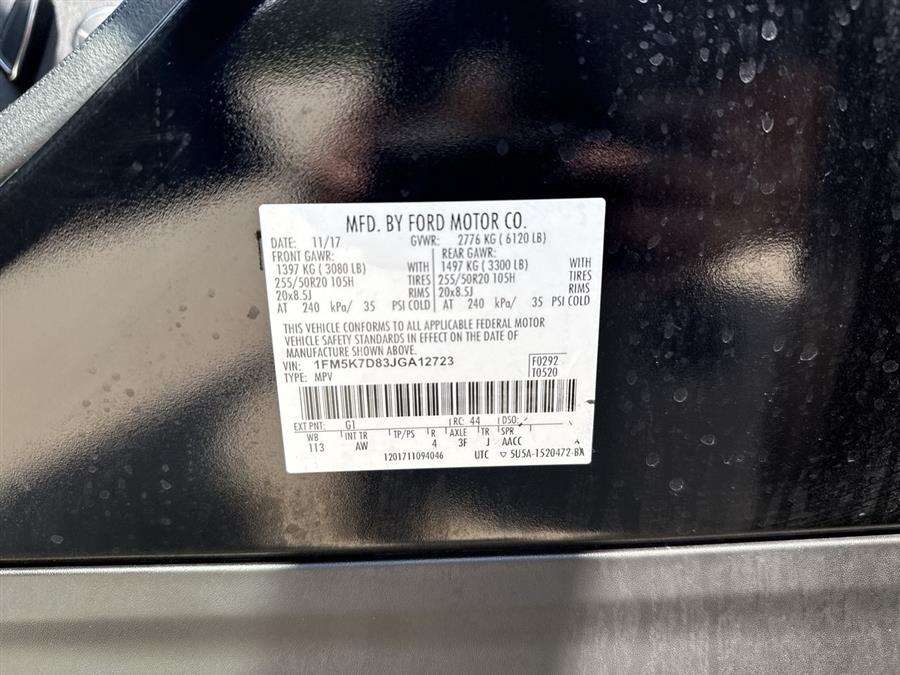 MFD. BY FORD MOTOR CO.
DATE: 11/17 GVWR: 2776 KG ( 6120 LB)
FRONT GAWR: REAR GAWR:
1397 KG ( 3080 LB) WITH 1497 KG ( 3300 LB) WITH
255/50R20 105H TIRES 255/50R20 105H TIRES
20x8.5J RIMS 20x8.5J RIMS
AT 240 kPa/ 35 PSI COLD AT 240 kPa/ 35 PSI COLD
THIS VEHICLE CONFORMS TO ALL APPLICABLE FEDERAL MOTOR
VEHICLE SAFETY STANDARDS IN EFFECT ON THE DATE OF
MANUFACTURE SHOWN ABOVE.
VIN: 1FM5K7D83JGA12723 F0292
TYPE: MPV T0520
EXT PNT: G1 RC: 44 DSO:
WB INT TR TP/PS R AXLE TR SPR
113 AW 4 3F J AACC
1201711094046 UTC ▽ 5U5A-1520472-BA